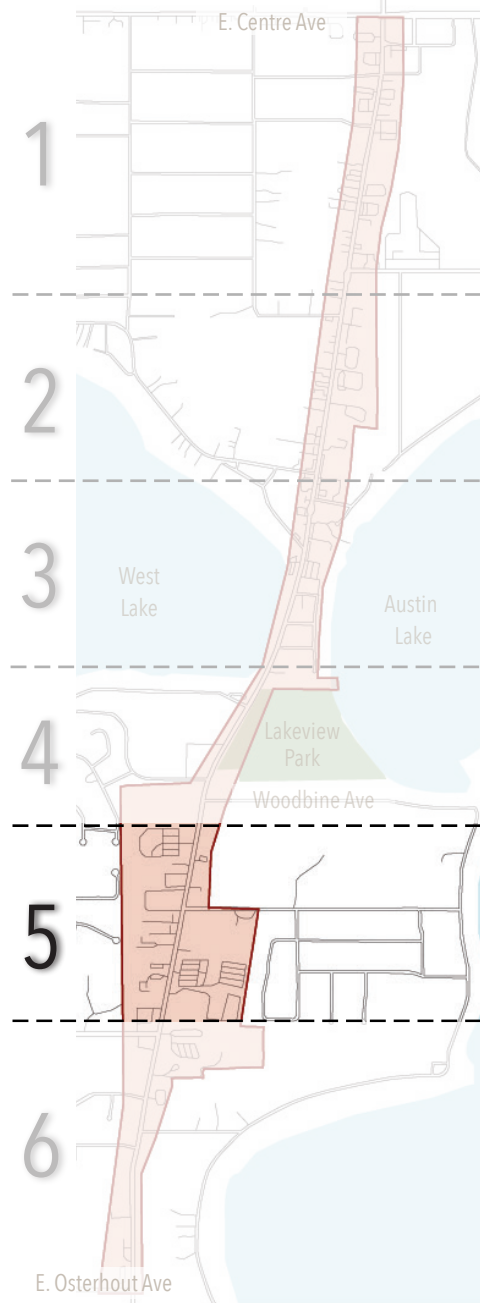 E. Centre Ave
1
2
3
West
Lake
Austin
Lake
4
Lakeview
Park
Woodbine Ave
5
6
E. Osterhout Ave